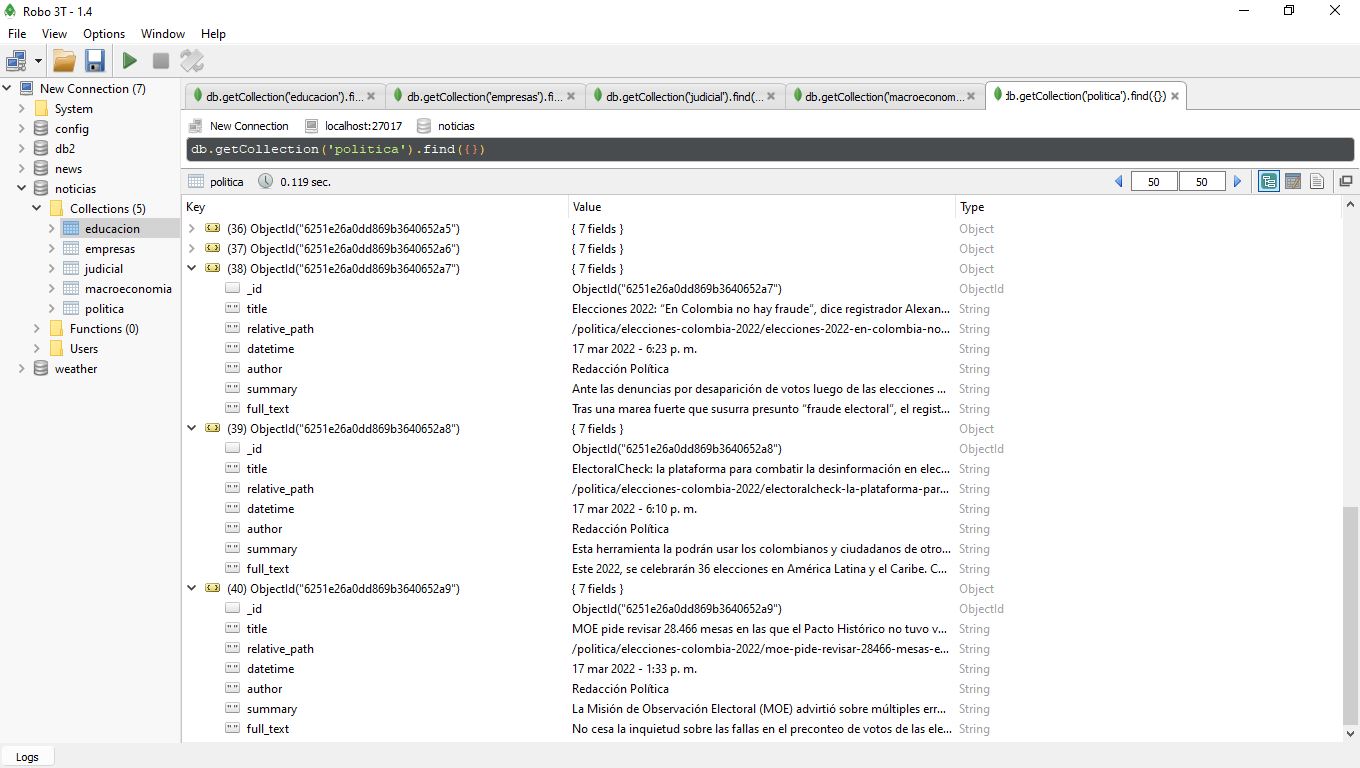 Robo 3T - 1.4
File View Options Window Help
New Connection (7)
System
config
db2
news
noticias
Collections (5)
educacion
empresas
judicial
macroeconomia
politica
Functions (0)
Users
weather
db.getCollection('educacion').fi... db.getCollection('empresas').fi... db.getCollection('judicial').find(... db.getCollection('macroeconom... db.getCollection('politica').find({})
New Connection localhost:27017 noticias
db.getCollection('politica').find({})
politica 0.119 sec. 50 50
Key Value Type
(36) ObjectId("6251e26a0dd869b3640652a5") { 7 fields } Object
(37) ObjectId("6251e26a0dd869b3640652a6") { 7 fields } Object
(38) ObjectId("6251e26a0dd869b3640652a7") { 7 fields } Object
_id ObjectId("6251e26a0dd869b3640652a7") ObjectId
title Elecciones 2022: “En Colombia no hay fraude”, dice registrador Alexan... String
relative_path /politica/elecciones-colombia-2022/elecciones-2022-en-colombia-no... String
datetime 17 mar 2022 - 6:23 p. m. String
author Redacción Política String
summary Ante las denuncias por desaparición de votos luego de las elecciones ... String
full_text Tras una marea fuerte que susurra presunto “fraude electoral”, el regist... String
(39) ObjectId("6251e26a0dd869b3640652a8") { 7 fields } Object
_id ObjectId("6251e26a0dd869b3640652a8") ObjectId
title ElectoralCheck: la plataforma para combatir la desinformación en elec... String
relative_path /politica/elecciones-colombia-2022/electoralcheck-la-plataforma-par... String
datetime 17 mar 2022 - 6:10 p. m. String
author Redacción Política String
summary Esta herramienta la podrán usar los colombianos y ciudadanos de otro... String
full_text Este 2022, se celebrarán 36 elecciones en América Latina y el Caribe. C... String
(40) ObjectId("6251e26a0dd869b3640652a9") { 7 fields } Object
_id ObjectId("6251e26a0dd869b3640652a9") ObjectId
title MOE pide revisar 28.466 mesas en las que el Pacto Histórico no tuvo v... String
relative_path /politica/elecciones-colombia-2022/moe-pide-revisar-28466-mesas-e... String
datetime 17 mar 2022 - 1:33 p. m. String
author Redacción Política String
summary La Misión de Observación Electoral (MOE) advirtió sobre múltiples err... String
full_text No cesa la inquietud sobre las fallas en el preconteo de votos de las ele... String
Logs